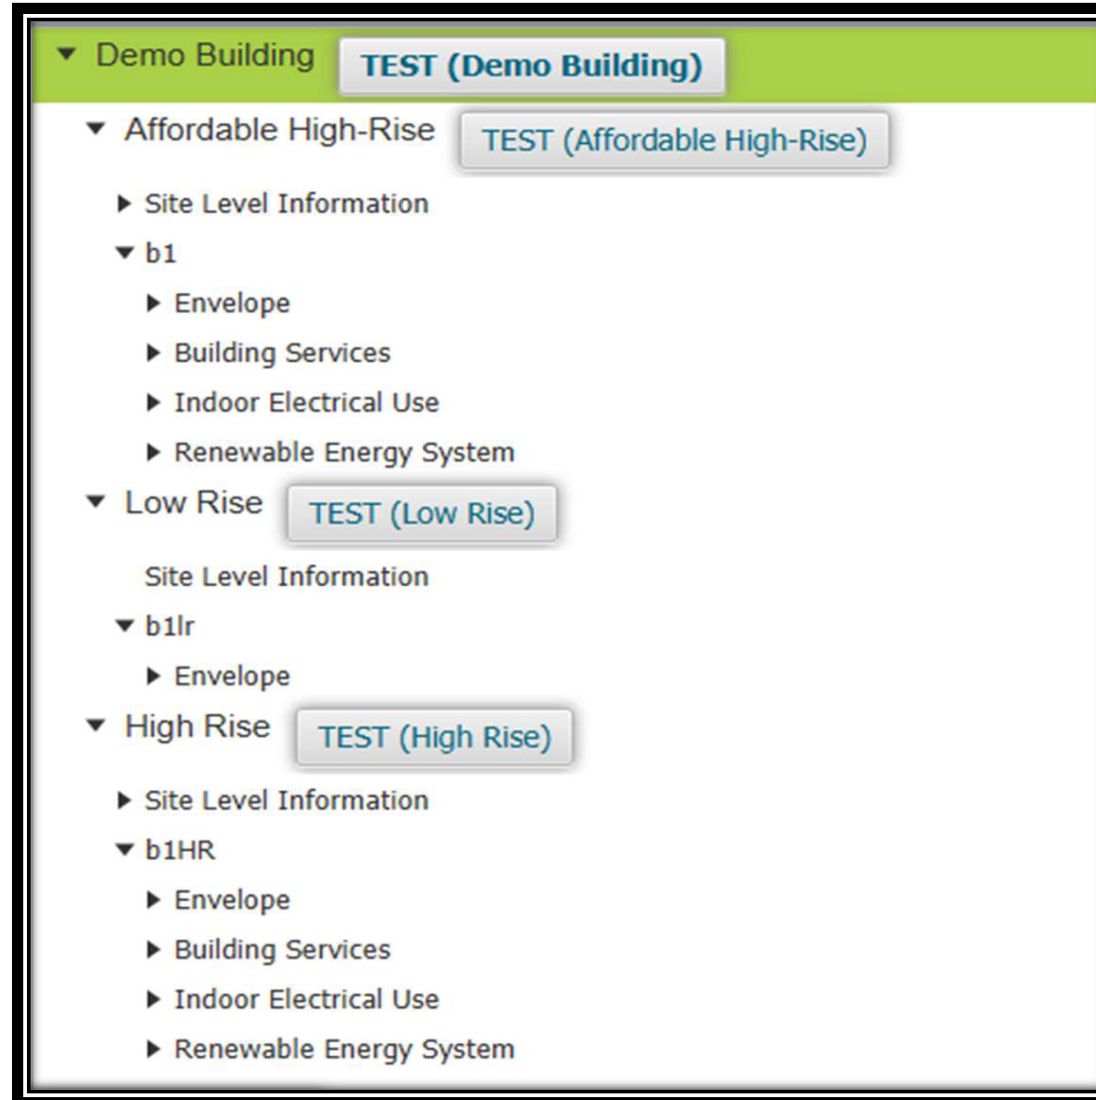 Demo Building TEST (Demo Building)
Affordable High-Rise TEST (Affordable High-Rise)
Site Level Information
b1
Envelope
Building Services
Indoor Electrical Use
Renewable Energy System
Low Rise TEST (Low Rise)
Site Level Information
b1lr
Envelope
High Rise TEST (High Rise)
Site Level Information
b1HR
Envelope
Building Services
Indoor Electrical Use
Renewable Energy System